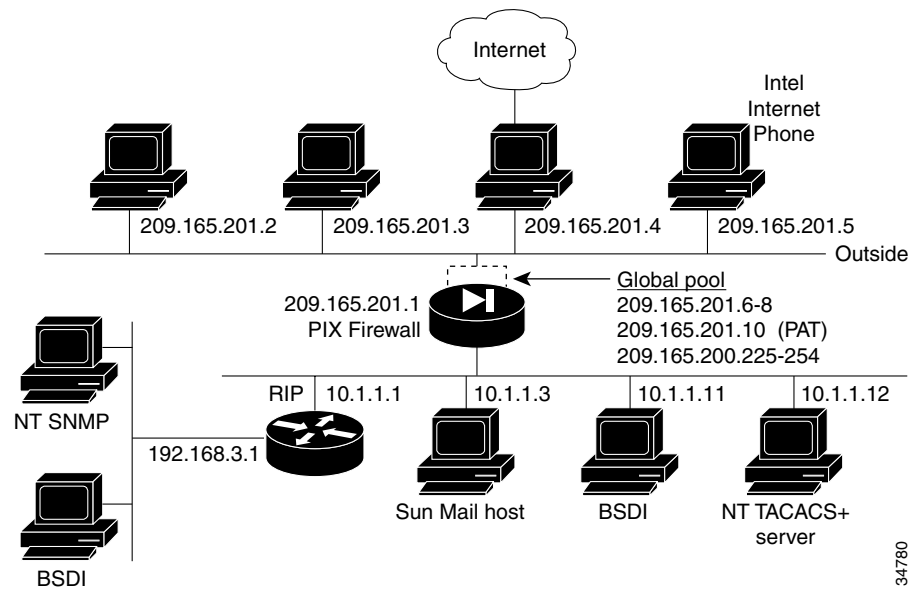 Internet
Intel
Internet
Phone
209.165.201.2
209.165.201.3
209.165.201.4
209.165.201.5
Outside
209.165.201.1
PIX Firewall
Global pool
209.165.201.6-8
209.165.201.10 (PAT)
209.165.200.225-254
NT SNMP
RIP
10.1.1.1
10.1.1.3
10.1.1.11
10.1.1.12
192.168.3.1
Sun Mail host
BSDI
NT TACACS+
server
BSDI
34780